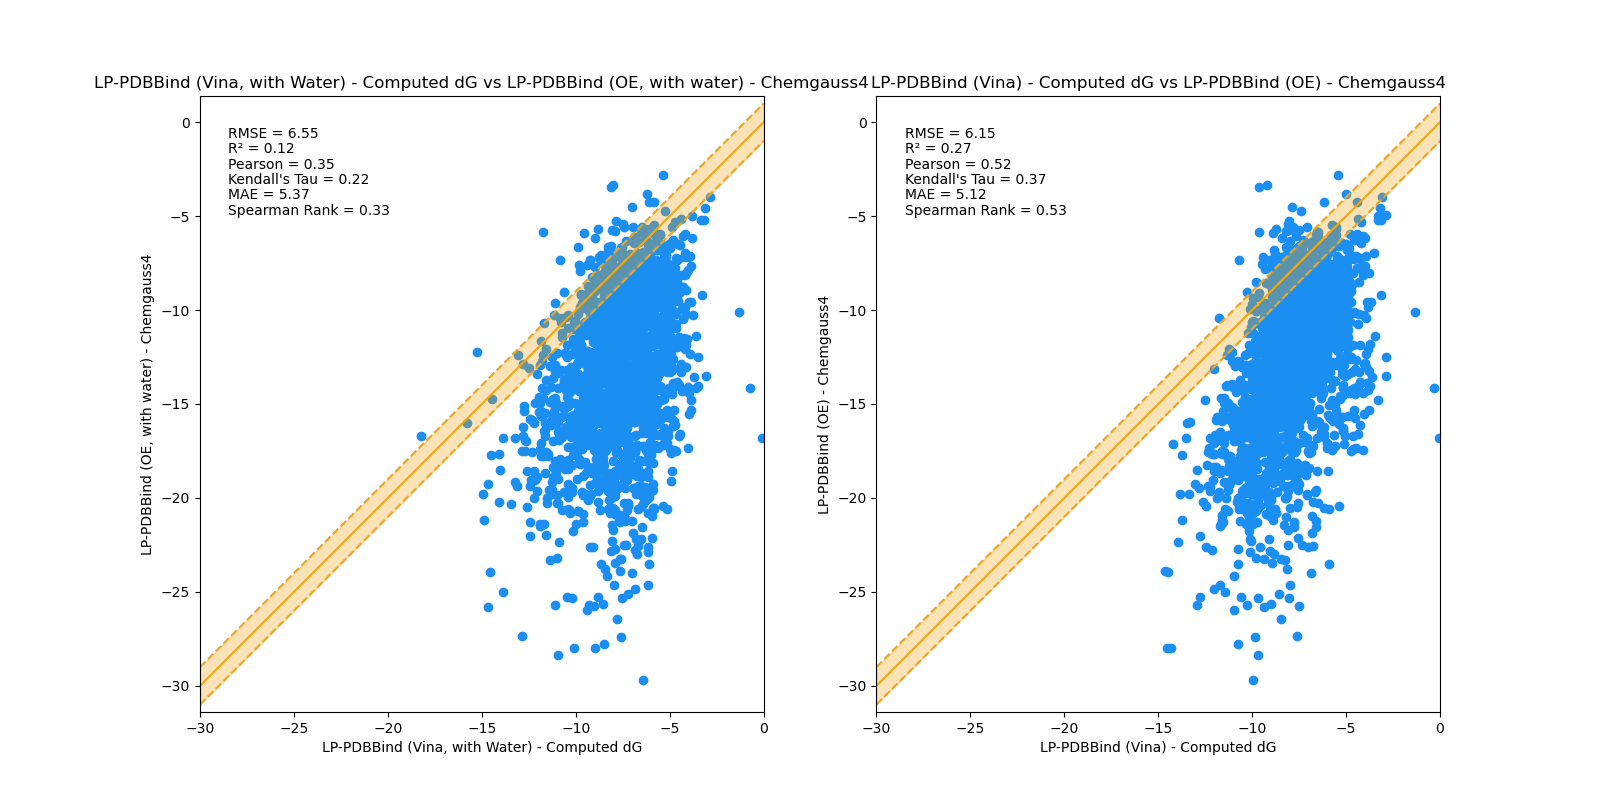 LP-PDBBind (Vina, with Water) - Computed dG vs LP-PDBBind (OE, with water) - Chemgauss4
RMSE = 6.55
R² = 0.12
Pearson = 0.35
Kendall's Tau = 0.22
MAE = 5.37
Spearman Rank = 0.33
LP-PDBBind (OE, with water) - Chemgauss4
0
−5
−10
−15
−20
−25
−30
−30
−25
−20
−15
−10
−5
0
LP-PDBBind (Vina, with Water) - Computed dG
LP-PDBBind (Vina) - Computed dG vs LP-PDBBind (OE) - Chemgauss4
RMSE = 6.15
R² = 0.27
Pearson = 0.52
Kendall's Tau = 0.37
MAE = 5.12
Spearman Rank = 0.53
LP-PDBBind (OE) - Chemgauss4
0
−5
−10
−15
−20
−25
−30
−30
−25
−20
−15
−10
−5
0
LP-PDBBind (Vina) - Computed dG